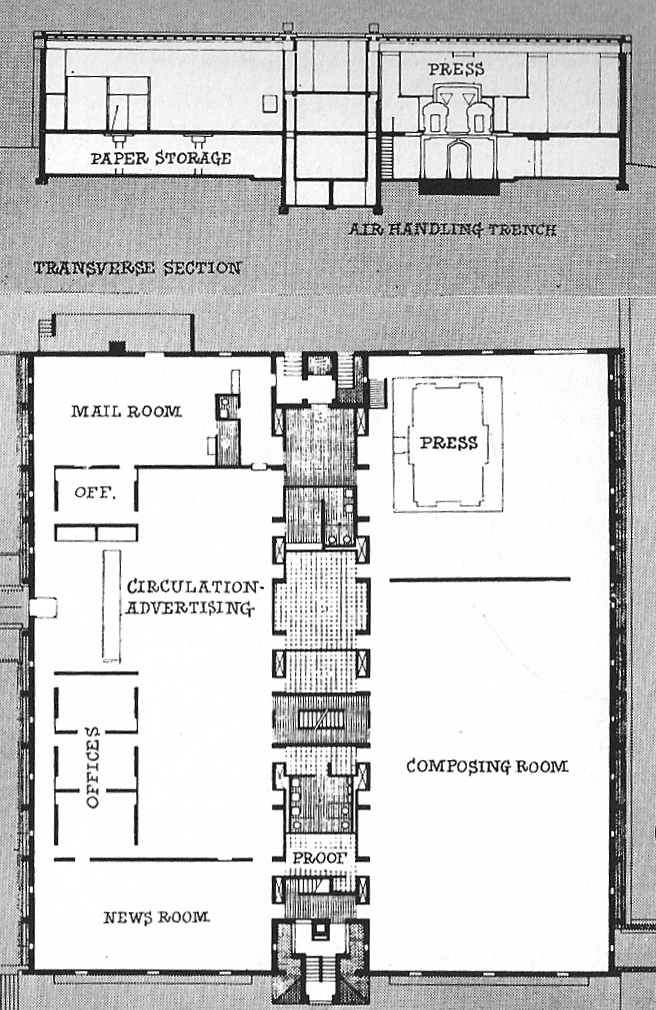 PRESS
PAPER STORAGE
AIR HANDLING TRENCH
TRANSVERSE SECTION
MAIL ROOM
PRESS
OFF.
CIRCULATION-
ADVERTISING
OFFICES
COMPOSING ROOM
PROOF
NEWS ROOM